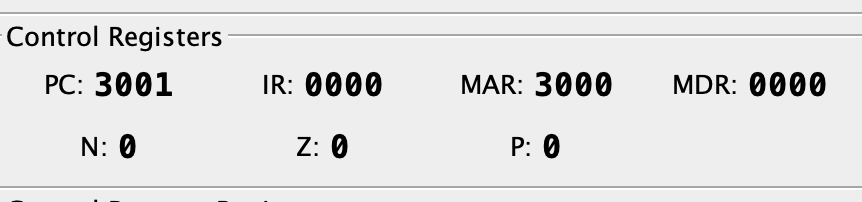 Control Registers
PC: 3001 IR: 0000 MAR: 3000 MDR: 0000
N: 0 Z: 0 P: 0